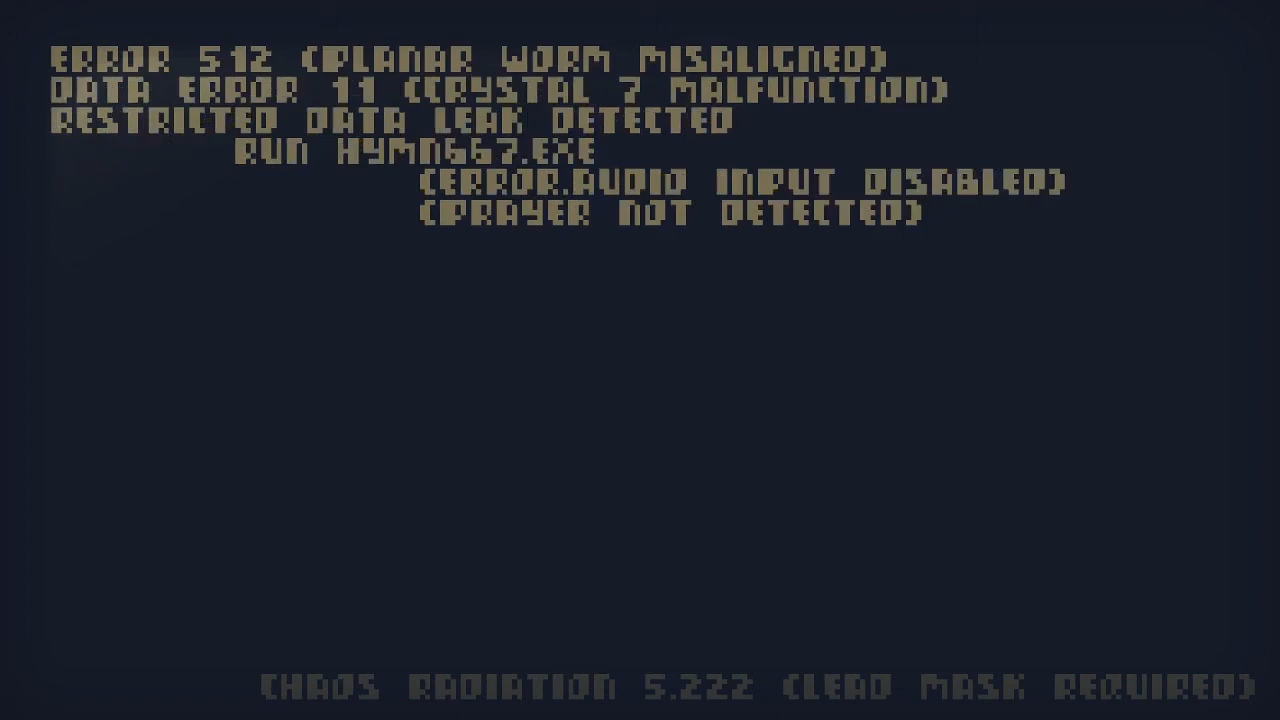 ERROR 512 (PLANAR WORM MISALIGNED)
DATA ERROR 11 (CRYSTAL 7 MALFUNCTION)
RESTRICTED DATA LEAK DETECTED
RUN HYMN667.EXE
(ERROR.AUDIO INPUT DISABLED)
(PRAYER NOT DETECTED)
CHAOS RADIATION 5.222 (LEAD MASK REQUIRED)